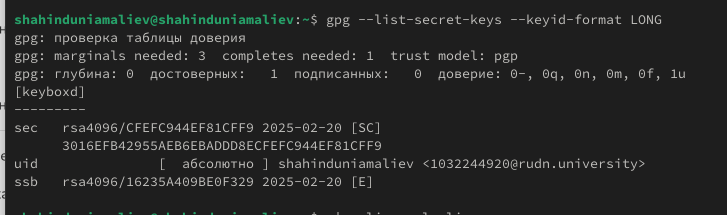 shahinduniamaliev@shahinduniamaliev:~$ gpg --list-secret-keys --keyid-format LONG
gpg: проверка таблицы доверия
gpg: marginals needed: 3  completes needed: 1  trust model: pgp
gpg: глубина: 0  достоверных:   1  подписанных:   0  доверие: 0-, 0q, 0n, 0m, 0f, 1u
[keyboxd]
---------
sec   rsa4096/CFEFC944EF81CFF9 2025-02-20 [SC]
      3016EFB42955AEB6EBADDD8ECFEFC944EF81CFF9
uid              [  абсолютно ] shahinduniamaliev <1032244920@rudn.university>
ssb   rsa4096/16235A409BE0F329 2025-02-20 [E]